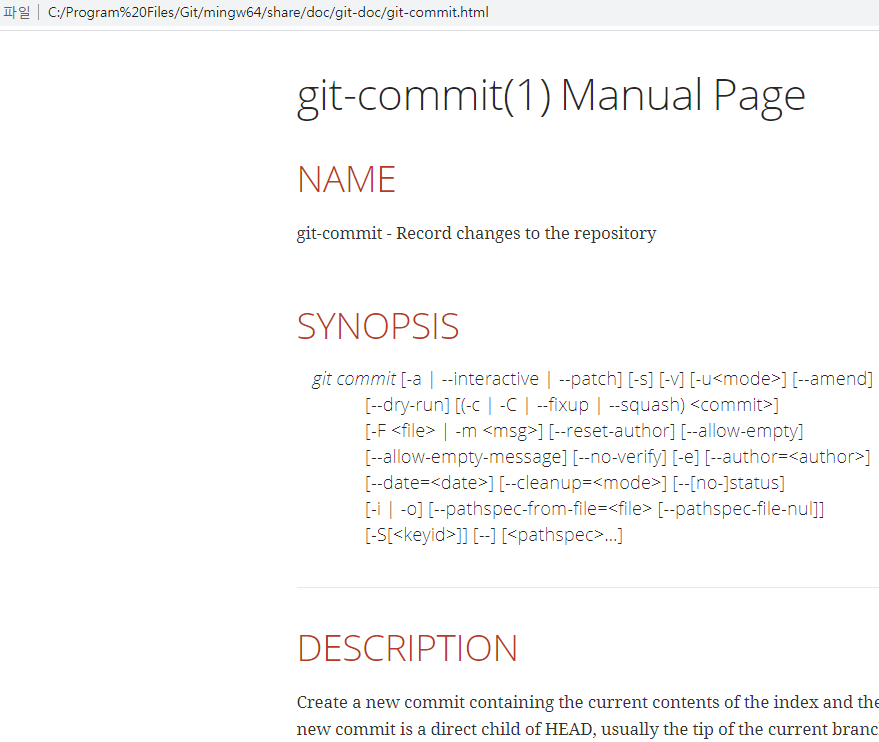 파일 C:/Program%20Files/Git/mingw64/share/doc/git-doc/git-commit.html
git-commit(1) Manual Page
NAME
git-commit - Record changes to the repository
SYNOPSIS
git commit [-a | --interactive | --patch] [-s] [-v] [-u<mode>] [--amend]
[--dry-run] [(-c | -C | --fixup | --squash) <commit>]
[-F <file> | -m <msg>] [--reset-author] [--allow-empty]
[--allow-empty-message] [--no-verify] [-e] [--author=<author>]
[--date=<date>] [--cleanup=<mode>] [--[no-]status]
[-i | -o] [--pathspec-from-file=<file> [--pathspec-file-nul]]
[-S[<keyid>]] [--] [<pathspec>…]
DESCRIPTION
Create a new commit containing the current contents of the index and the
new commit is a direct child of HEAD, usually the tip of the current